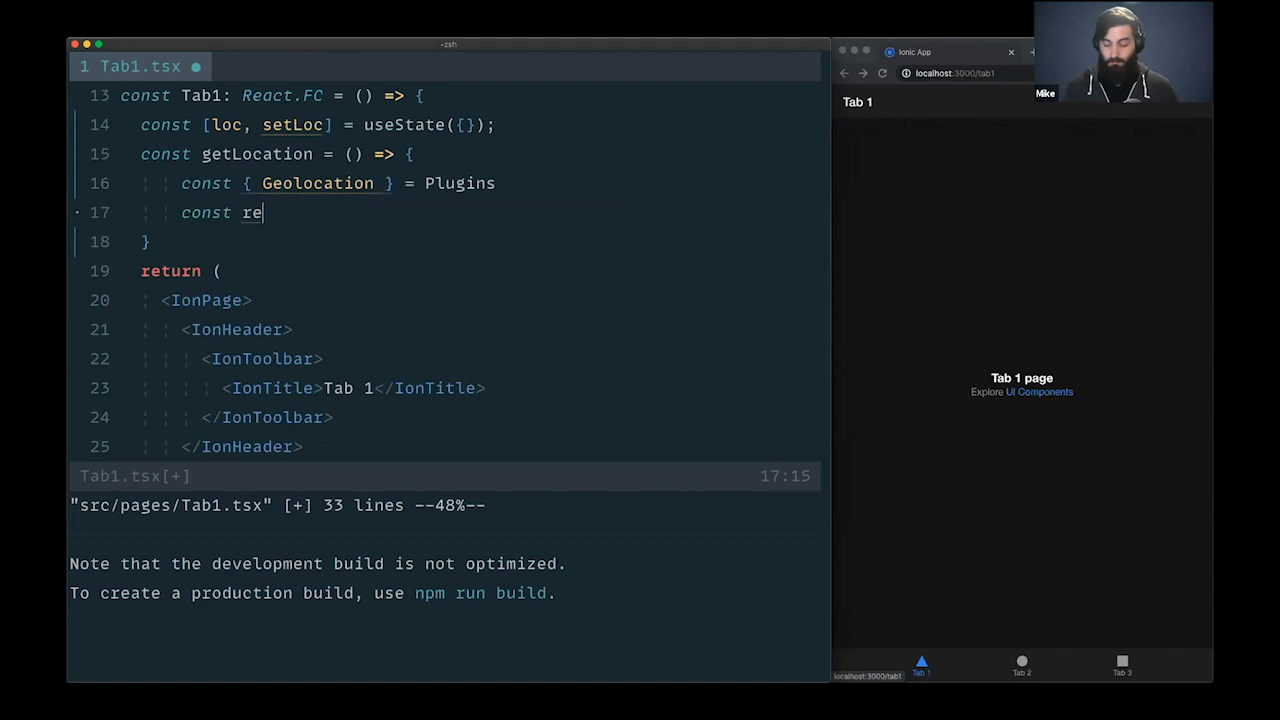 -zsh
1 Tab1.tsx
13 const Tab1: React.FC = () => {
14 const [loc, setLoc] = useState({});
15 const getLocation = () => {
16 const { Geolocation } = Plugins
17 const re
18 }
19 return (
20 <IonPage>
21 <IonHeader>
22 <IonToolbar>
23 <IonTitle>Tab 1</IonTitle>
24 </IonToolbar>
25 </IonHeader>
Tab1.tsx[+] 17:15
"src/pages/Tab1.tsx" [+] 33 lines --48%--
Note that the development build is not optimized.
To create a production build, use npm run build.
Ionic App
localhost:3000/tab1
Mike
Tab 1
Tab 1 page
Explore UI Components
Tab 1 Tab 2 Tab 3
localhost:3000/tab1